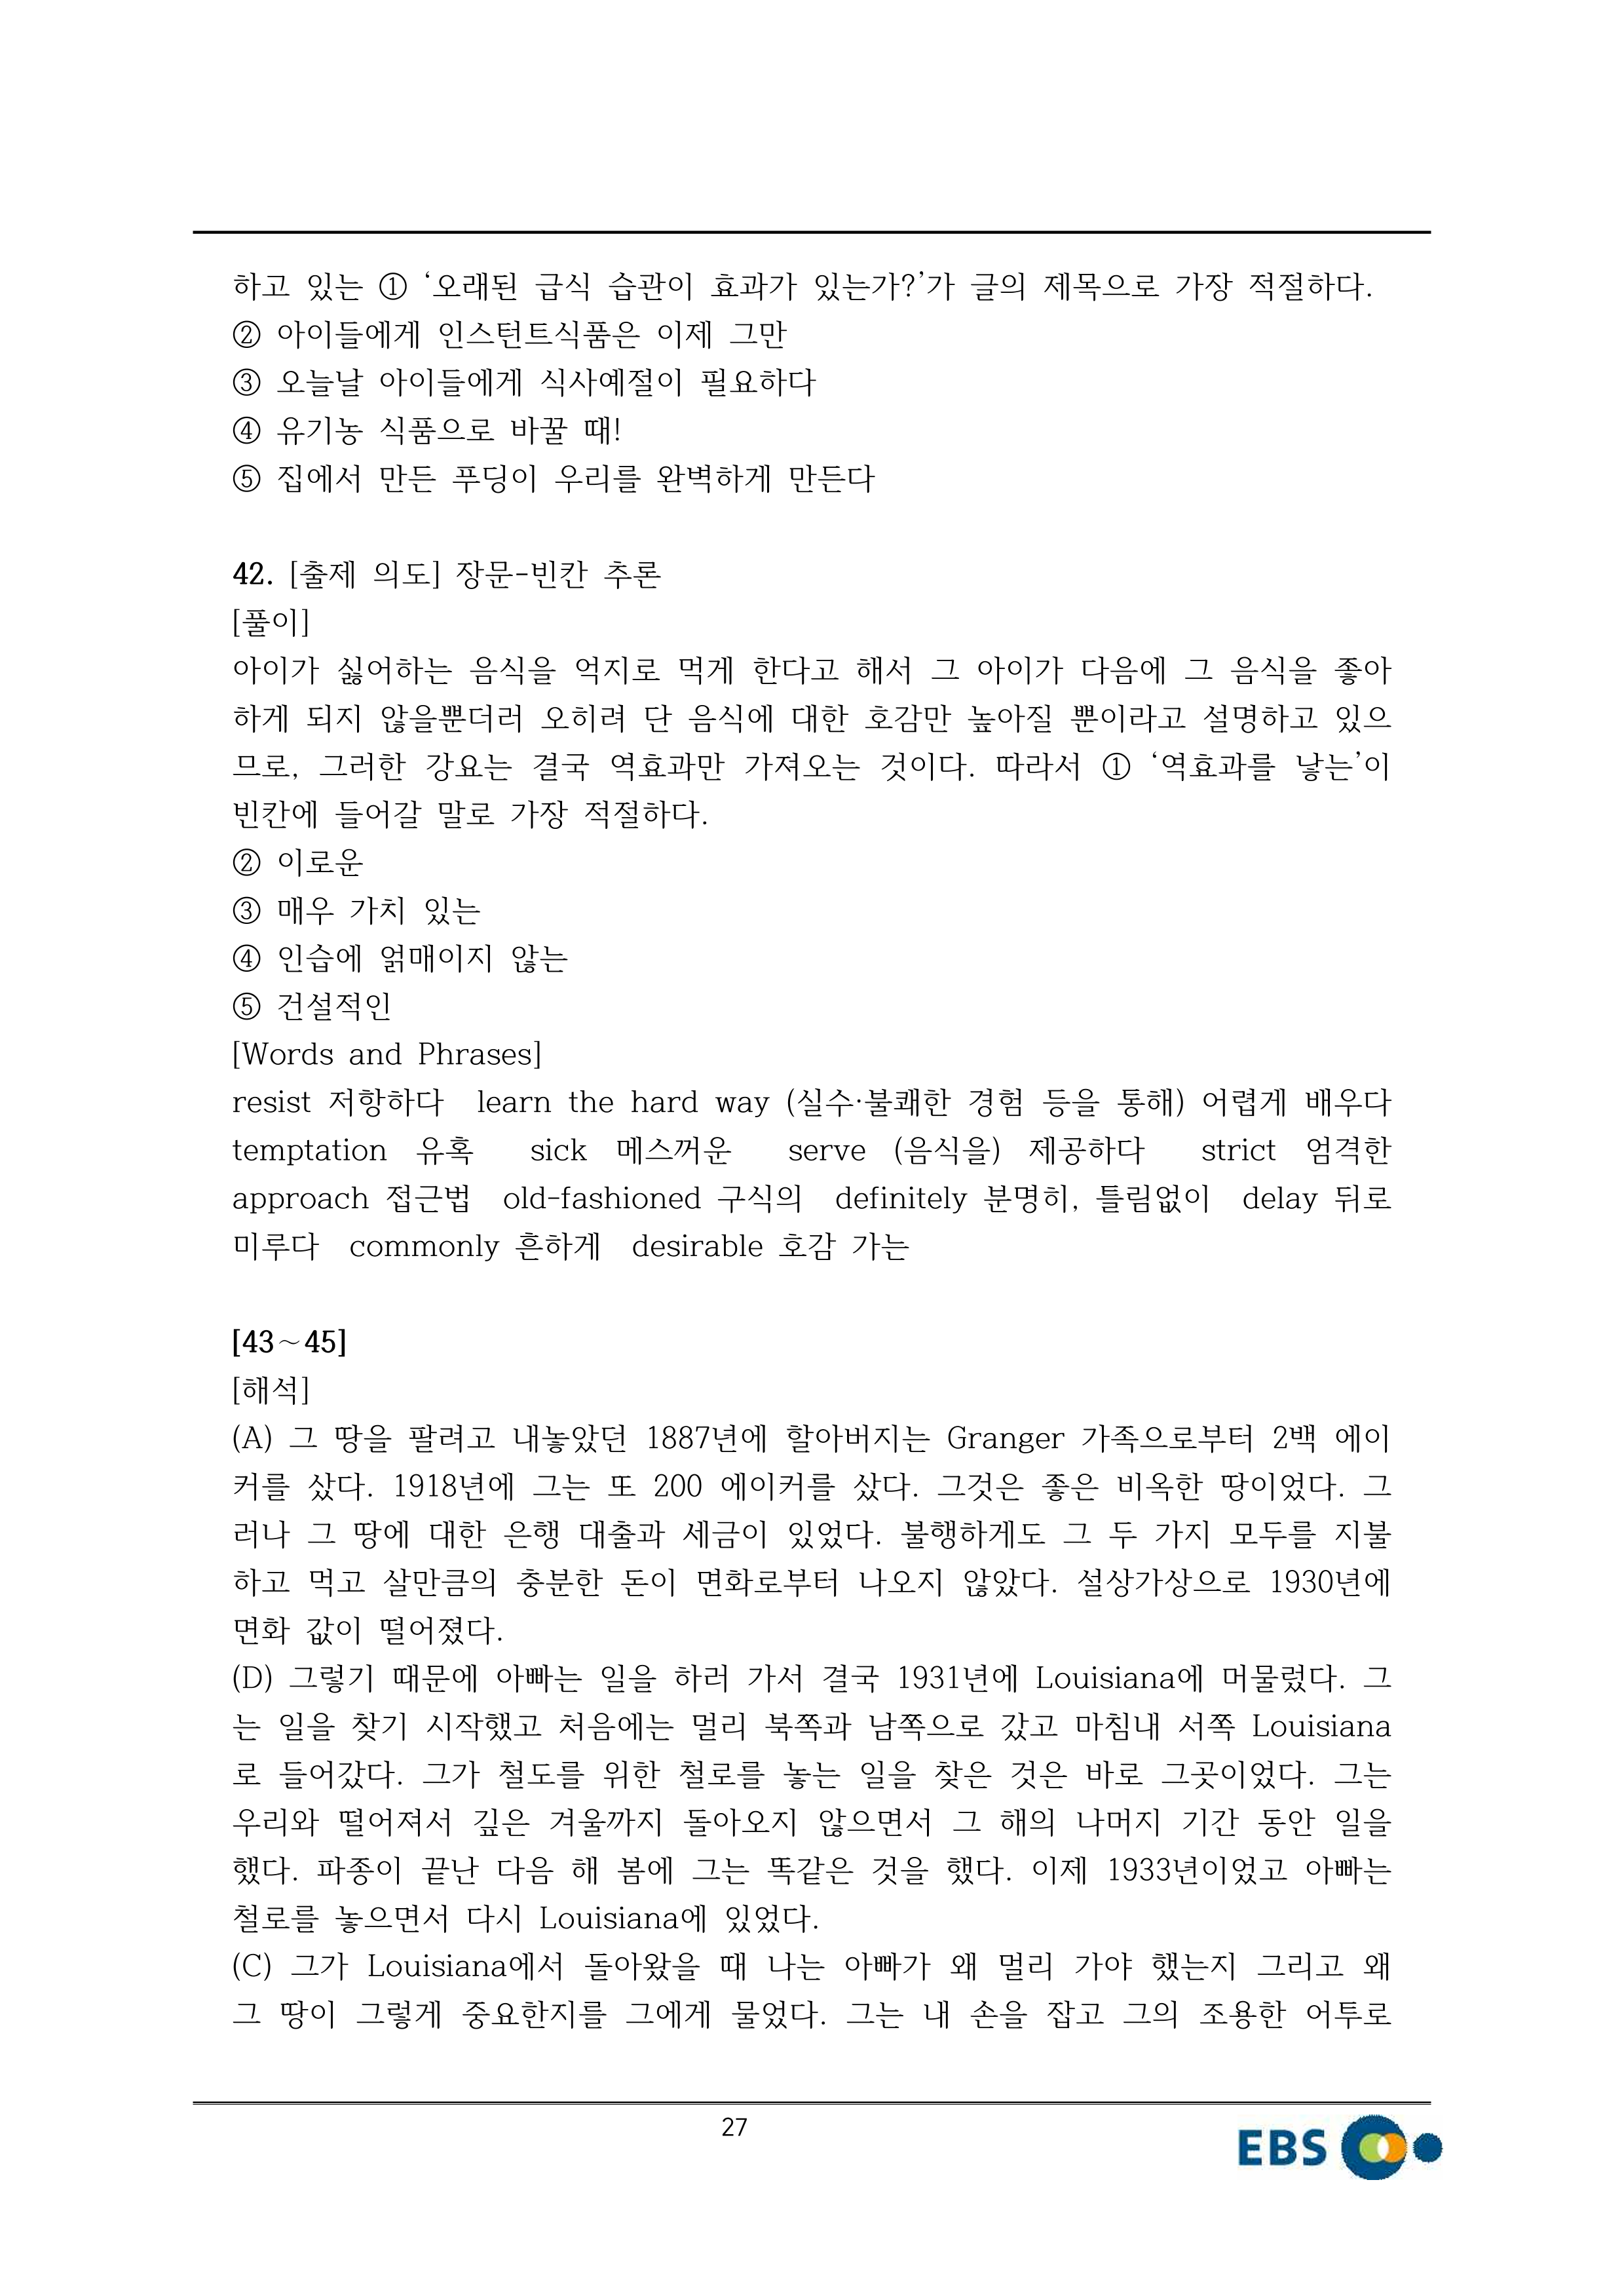 하고 있는 ① ‘오래된 급식 습관이 효과가 있는가?’가 글의 제목으로 가장 적절하다.
② 아이들에게 인스턴트식품은 이제 그만
③ 오늘날 아이들에게 식사예절이 필요하다
④ 유기농 식품으로 바꿀 때!
⑤ 집에서 만든 푸딩이 우리를 완벽하게 만든다
42. [출제 의도] 장문-빈칸 추론
[풀이]
아이가 싫어하는 음식을 억지로 먹게 한다고 해서 그 아이가 다음에 그 음식을 좋아
하게 되지 않을뿐더러 오히려 단 음식에 대한 호감만 높아질 뿐이라고 설명하고 있으
므로, 그러한 강요는 결국 역효과만 가져오는 것이다. 따라서 ① ‘역효과를 낳는’이
빈칸에 들어갈 말로 가장 적절하다.
② 이로운
③ 매우 가치 있는
④ 인습에 얽매이지 않는
⑤ 건설적인
[Words and Phrases]
resist 저항하다 learn the hard way (실수·불쾌한 경험 등을 통해) 어렵게 배우다
temptation 유혹 sick 메스꺼운 serve (음식을) 제공하다 strict 엄격한
approach 접근법 old-fashioned 구식의 definitely 분명히, 틀림없이 delay 뒤로
미루다 commonly 흔하게 desirable 호감 가는
[43～45]
[해석]
(A) 그 땅을 팔려고 내놓았던 1887년에 할아버지는 Granger 가족으로부터 2백 에이
커를 샀다. 1918년에 그는 또 200 에이커를 샀다. 그것은 좋은 비옥한 땅이었다. 그
러나 그 땅에 대한 은행 대출과 세금이 있었다. 불행하게도 그 두 가지 모두를 지불
하고 먹고 살만큼의 충분한 돈이 면화로부터 나오지 않았다. 설상가상으로 1930년에
면화 값이 떨어졌다.
(D) 그렇기 때문에 아빠는 일을 하러 가서 결국 1931년에 Louisiana에 머물렀다. 그
는 일을 찾기 시작했고 처음에는 멀리 북쪽과 남쪽으로 갔고 마침내 서쪽 Louisiana
로 들어갔다. 그가 철도를 위한 철로를 놓는 일을 찾은 것은 바로 그곳이었다. 그는
우리와 떨어져서 깊은 겨울까지 돌아오지 않으면서 그 해의 나머지 기간 동안 일을
했다. 파종이 끝난 다음 해 봄에 그는 똑같은 것을 했다. 이제 1933년이었고 아빠는
철로를 놓으면서 다시 Louisiana에 있었다.
(C) 그가 Louisiana에서 돌아왔을 때 나는 아빠가 왜 멀리 가야 했는지 그리고 왜
그 땅이 그렇게 중요한지를 그에게 물었다. 그는 내 손을 잡고 그의 조용한 어투로
27
EBS